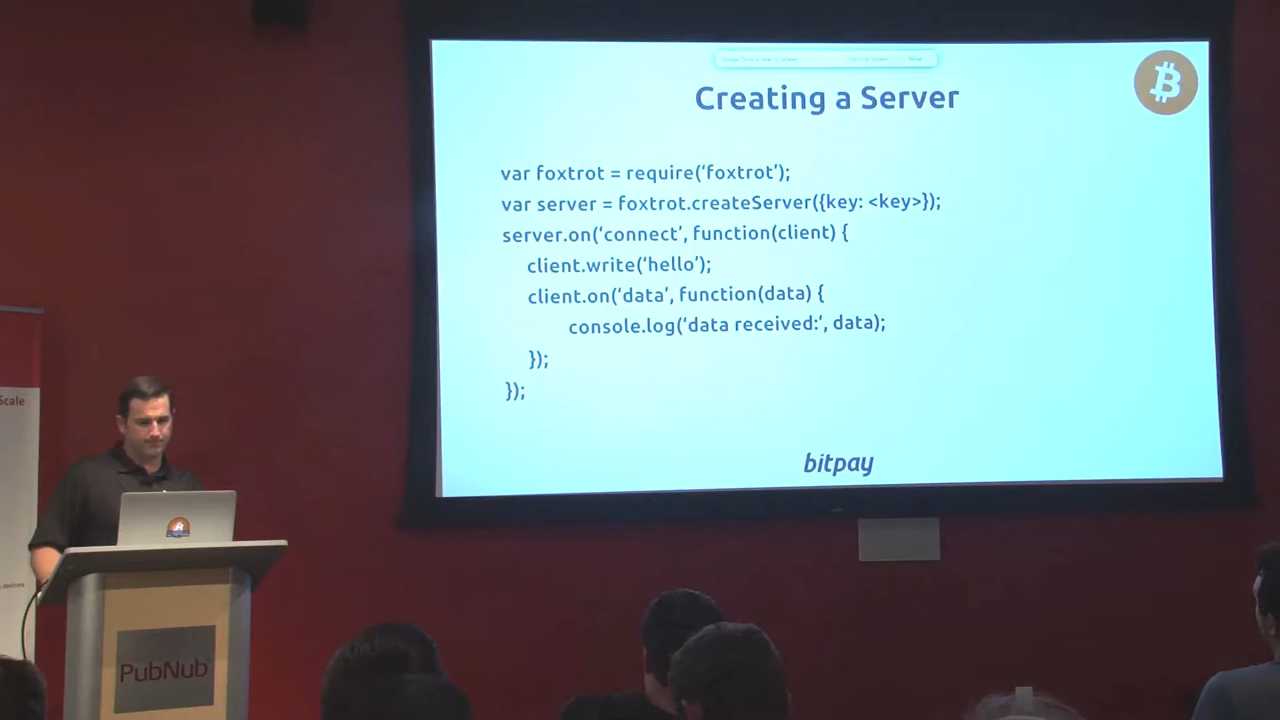 Creating a Server
var foxtrot = require(‘foxtrot’);
var server = foxtrot.createServer({key: <key>});
server.on(‘connect’, function(client) {
client.write(‘hello’);
client.on(‘data’, function(data) {
console.log(‘data received:‘, data);
});
});
bitpay
Scale
devices
PubNub